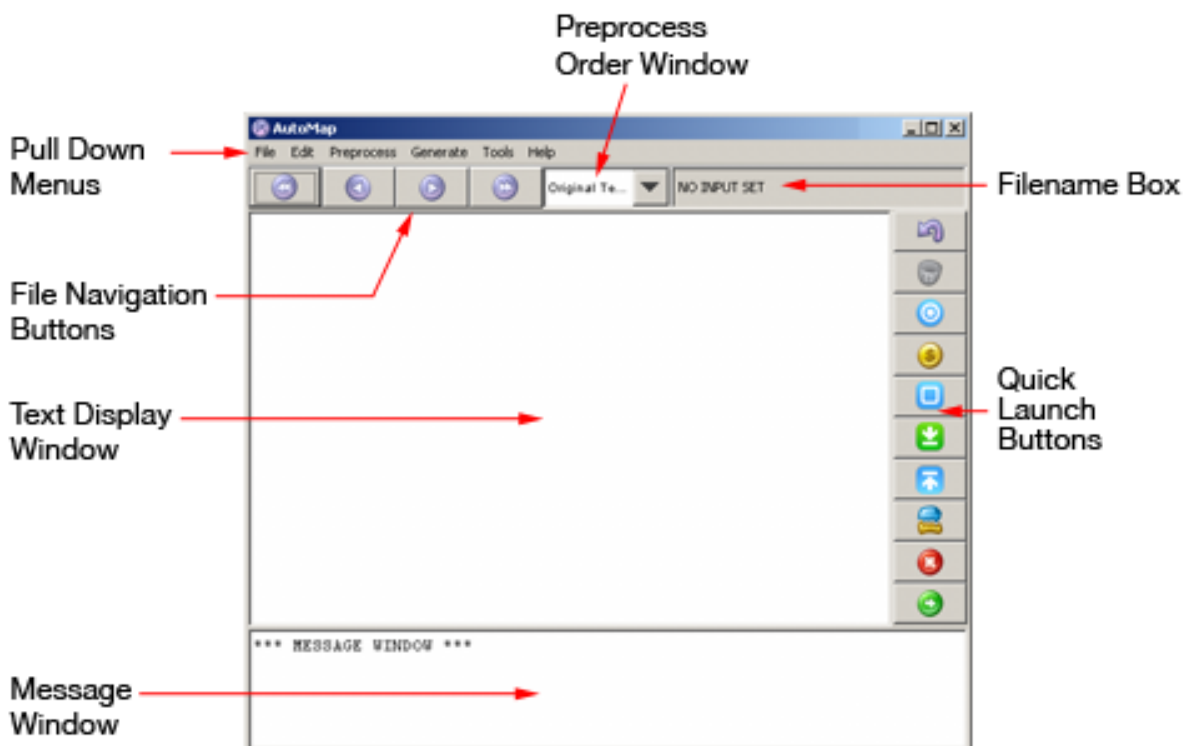 Preprocess
Order Window
AutoMap
Pull Down
Menus
File Edit Preprocess Generate Tools Help
Original Te...
NO INPUT SET
Filename Box
File Navigation
Buttons
Text Display
Window
Quick
Launch
Buttons
*** MESSAGE WINDOW ***
Message
Window